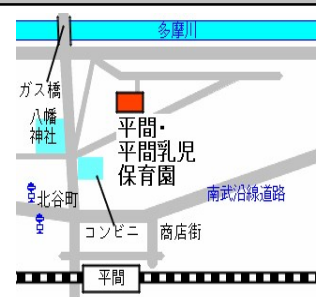 多摩川
ガス橋
八幡
神社
平間・
平間乳児
保育園
南武沿線道路
北谷町
コンビニ
商店街
平間